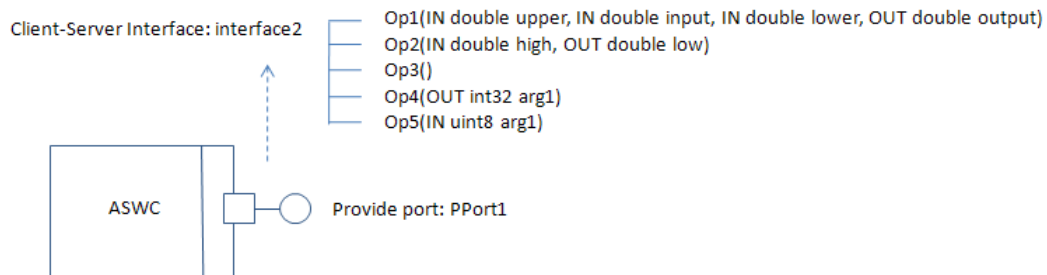 Client-Server Interface: interface2
Op1(IN double upper, IN double input, IN double lower, OUT double output)
Op2(IN double high, OUT double low)
Op3()
Op4(OUT int32 arg1)
Op5(IN uint8 arg1)
ASWC
Provide port: PPort1